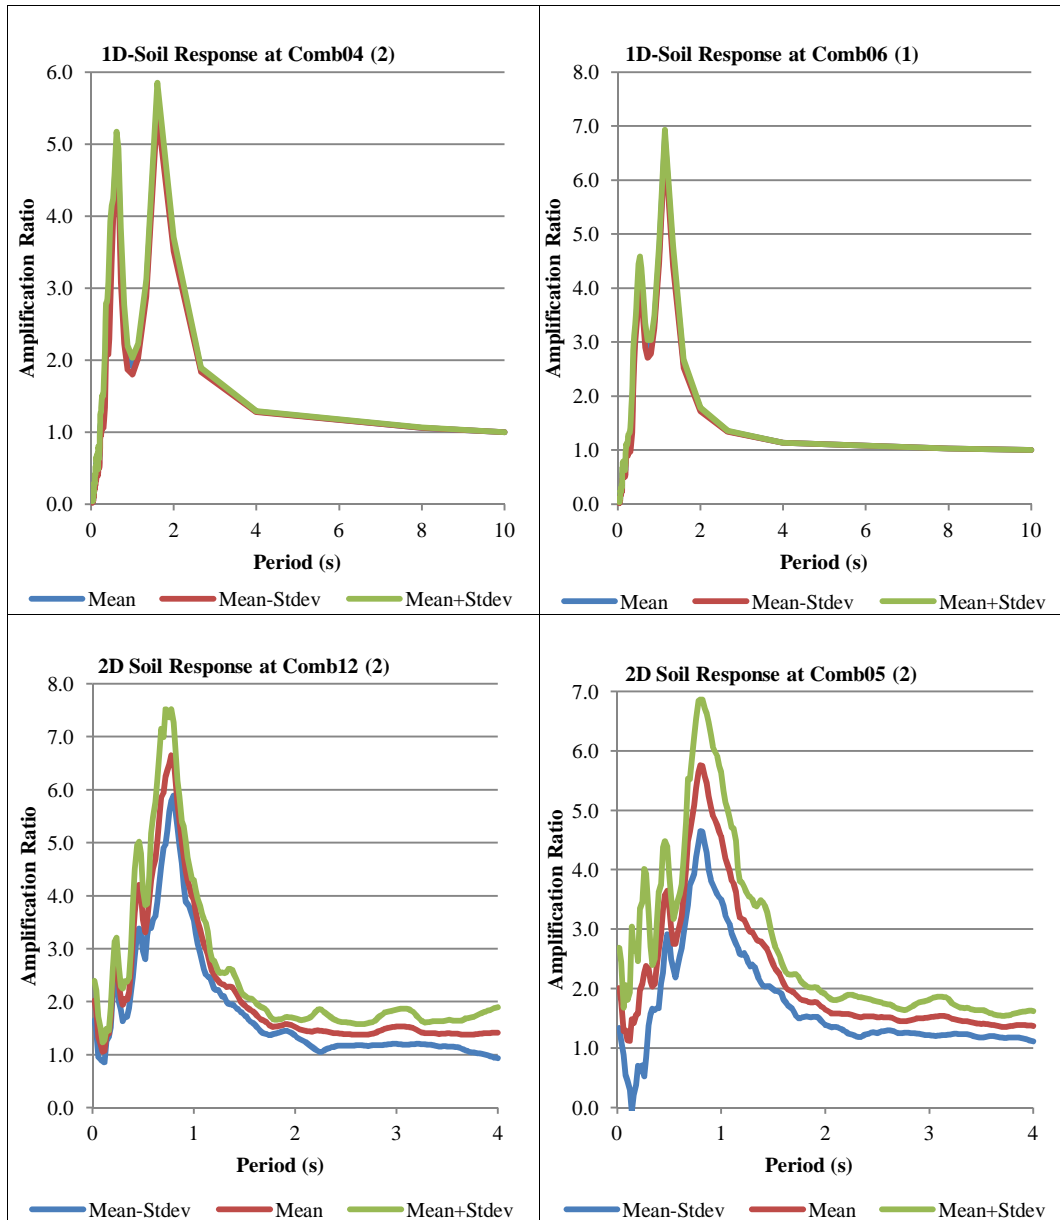 1D-Soil Response at Comb04 (2)
6.0
5.0
4.0
3.0
2.0
1.0
0.0
Amplification Ratio
0 2 4 6 8 10
Period (s)
Mean Mean-Stdev Mean+Stdev
1D-Soil Response at Comb06 (1)
8.0
7.0
6.0
5.0
4.0
3.0
2.0
1.0
0.0
Amplification Ratio
0 2 4 6 8 10
Period (s)
Mean Mean-Stdev Mean+Stdev
2D Soil Response at Comb12 (2)
8.0
7.0
6.0
5.0
4.0
3.0
2.0
1.0
0.0
Amplification Ratio
0 1 2 3 4
Period (s)
Mean-Stdev Mean Mean+Stdev
2D Soil Response at Comb05 (2)
7.0
6.0
5.0
4.0
3.0
2.0
1.0
0.0
Amplification Ratio
0 1 2 3 4
Period (s)
Mean-Stdev Mean Mean+Stdev